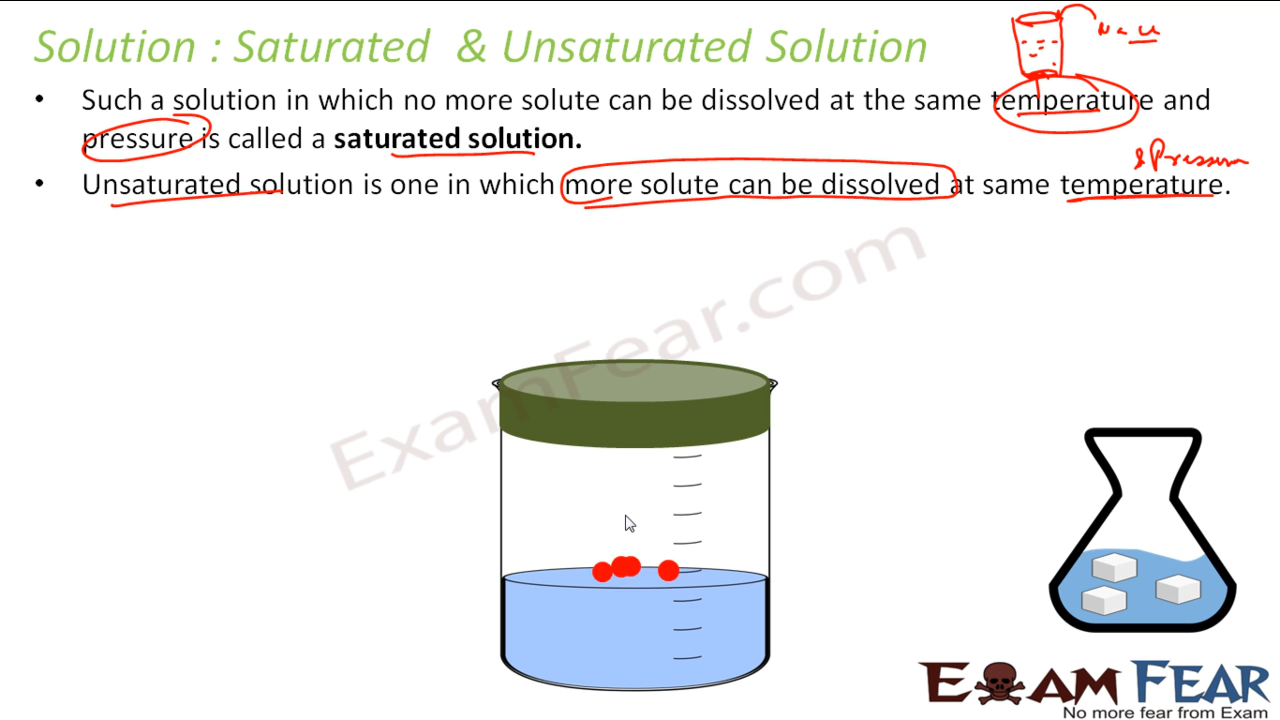 Solution : Saturated & Unsaturated Solution
NaCl
• Such a solution in which no more solute can be dissolved at the same temperature and
pressure is called a saturated solution.
& Pressure
• Unsaturated solution is one in which more solute can be dissolved at same temperature.
ExamFear.com
EXAM FEAR
No more fear from Exam